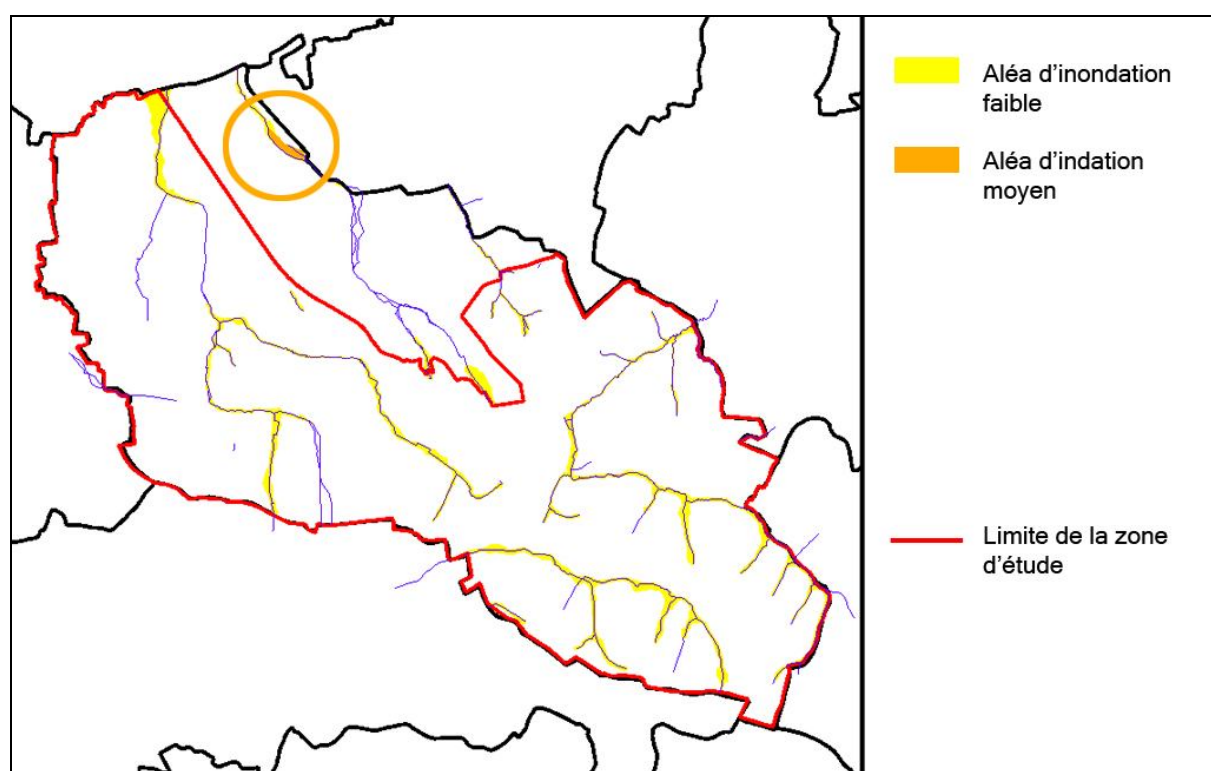 Aléa d’inondation
faible
Aléa d’indation
moyen
Limite de la zone
d’étude